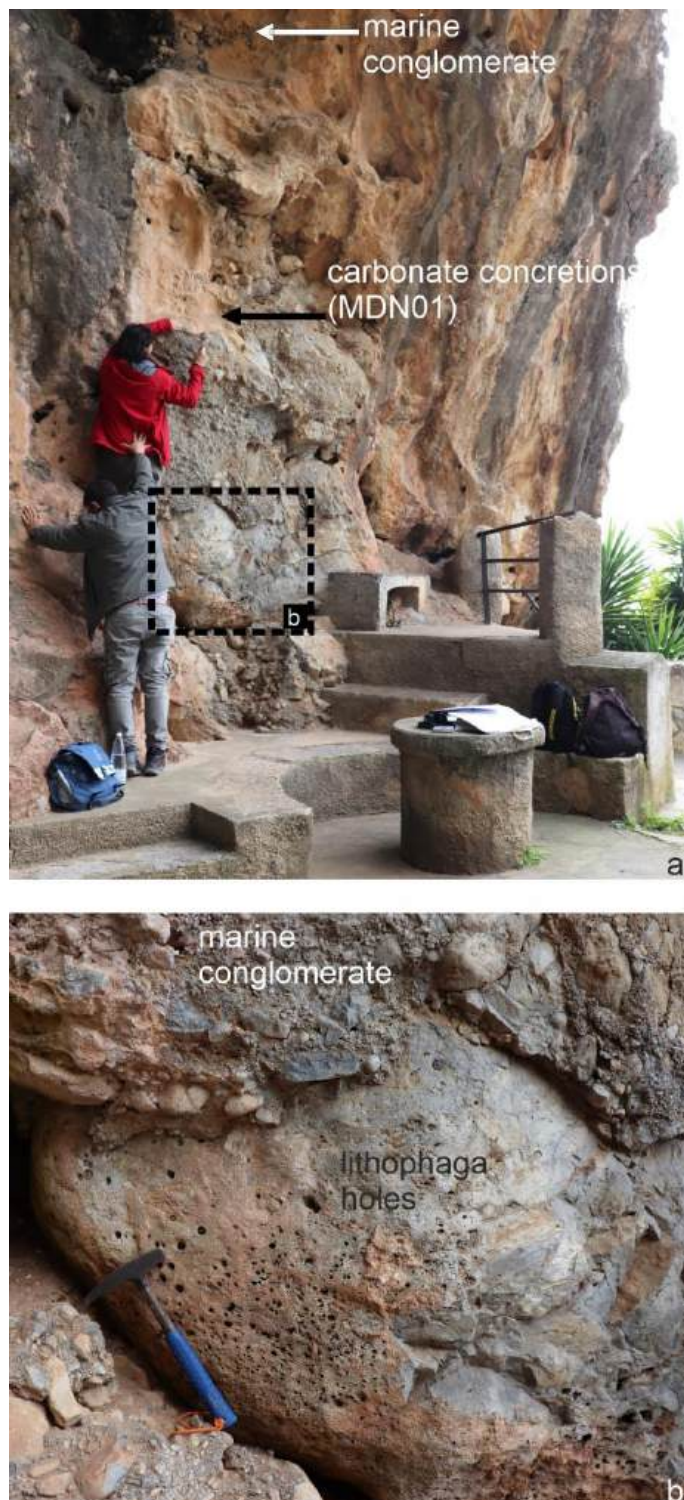 marine
conglomerate
carbonate concretions
(MDN01)
b
a
marine
conglomerate
lithophaga
holes
b